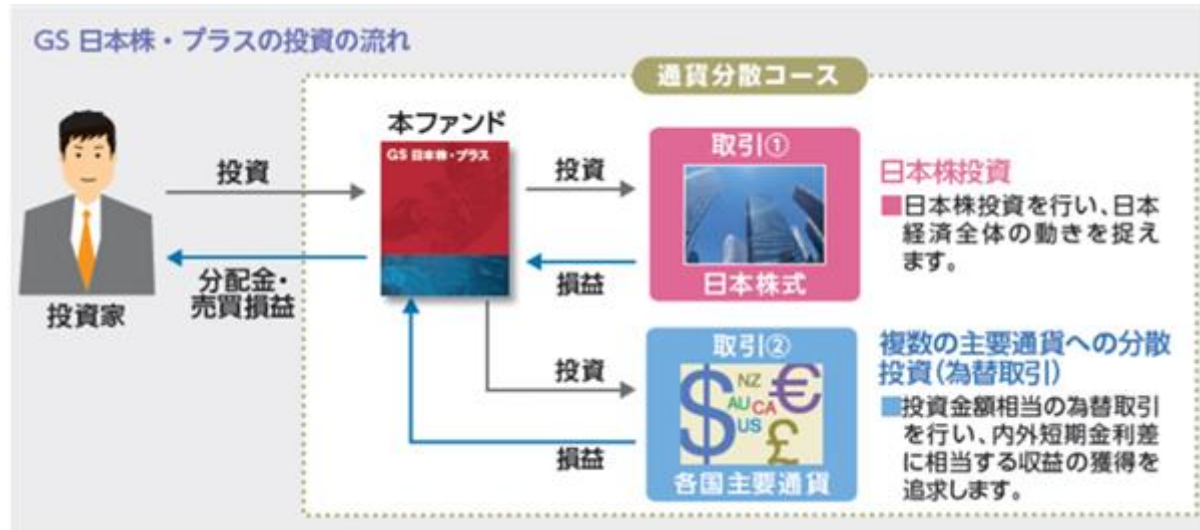 GS 日本株・プラスの投資の流れ
通貨分散コース
本ファンド
GS 日本株・プラス
投資
分配金・
売買損益
投資家
投資
損益
取引①
日本株式
日本株投資
■日本株投資を行い、日本
経済全体の動きを捉え
ます。
投資
損益
取引②
$ NZ €
AU CA
US £
各国主要通貨
複数の主要通貨への分散
投資(為替取引)
■投資金額相当の為替取引
を行い、内外短期金利差
に相当する収益の獲得を
追求します。